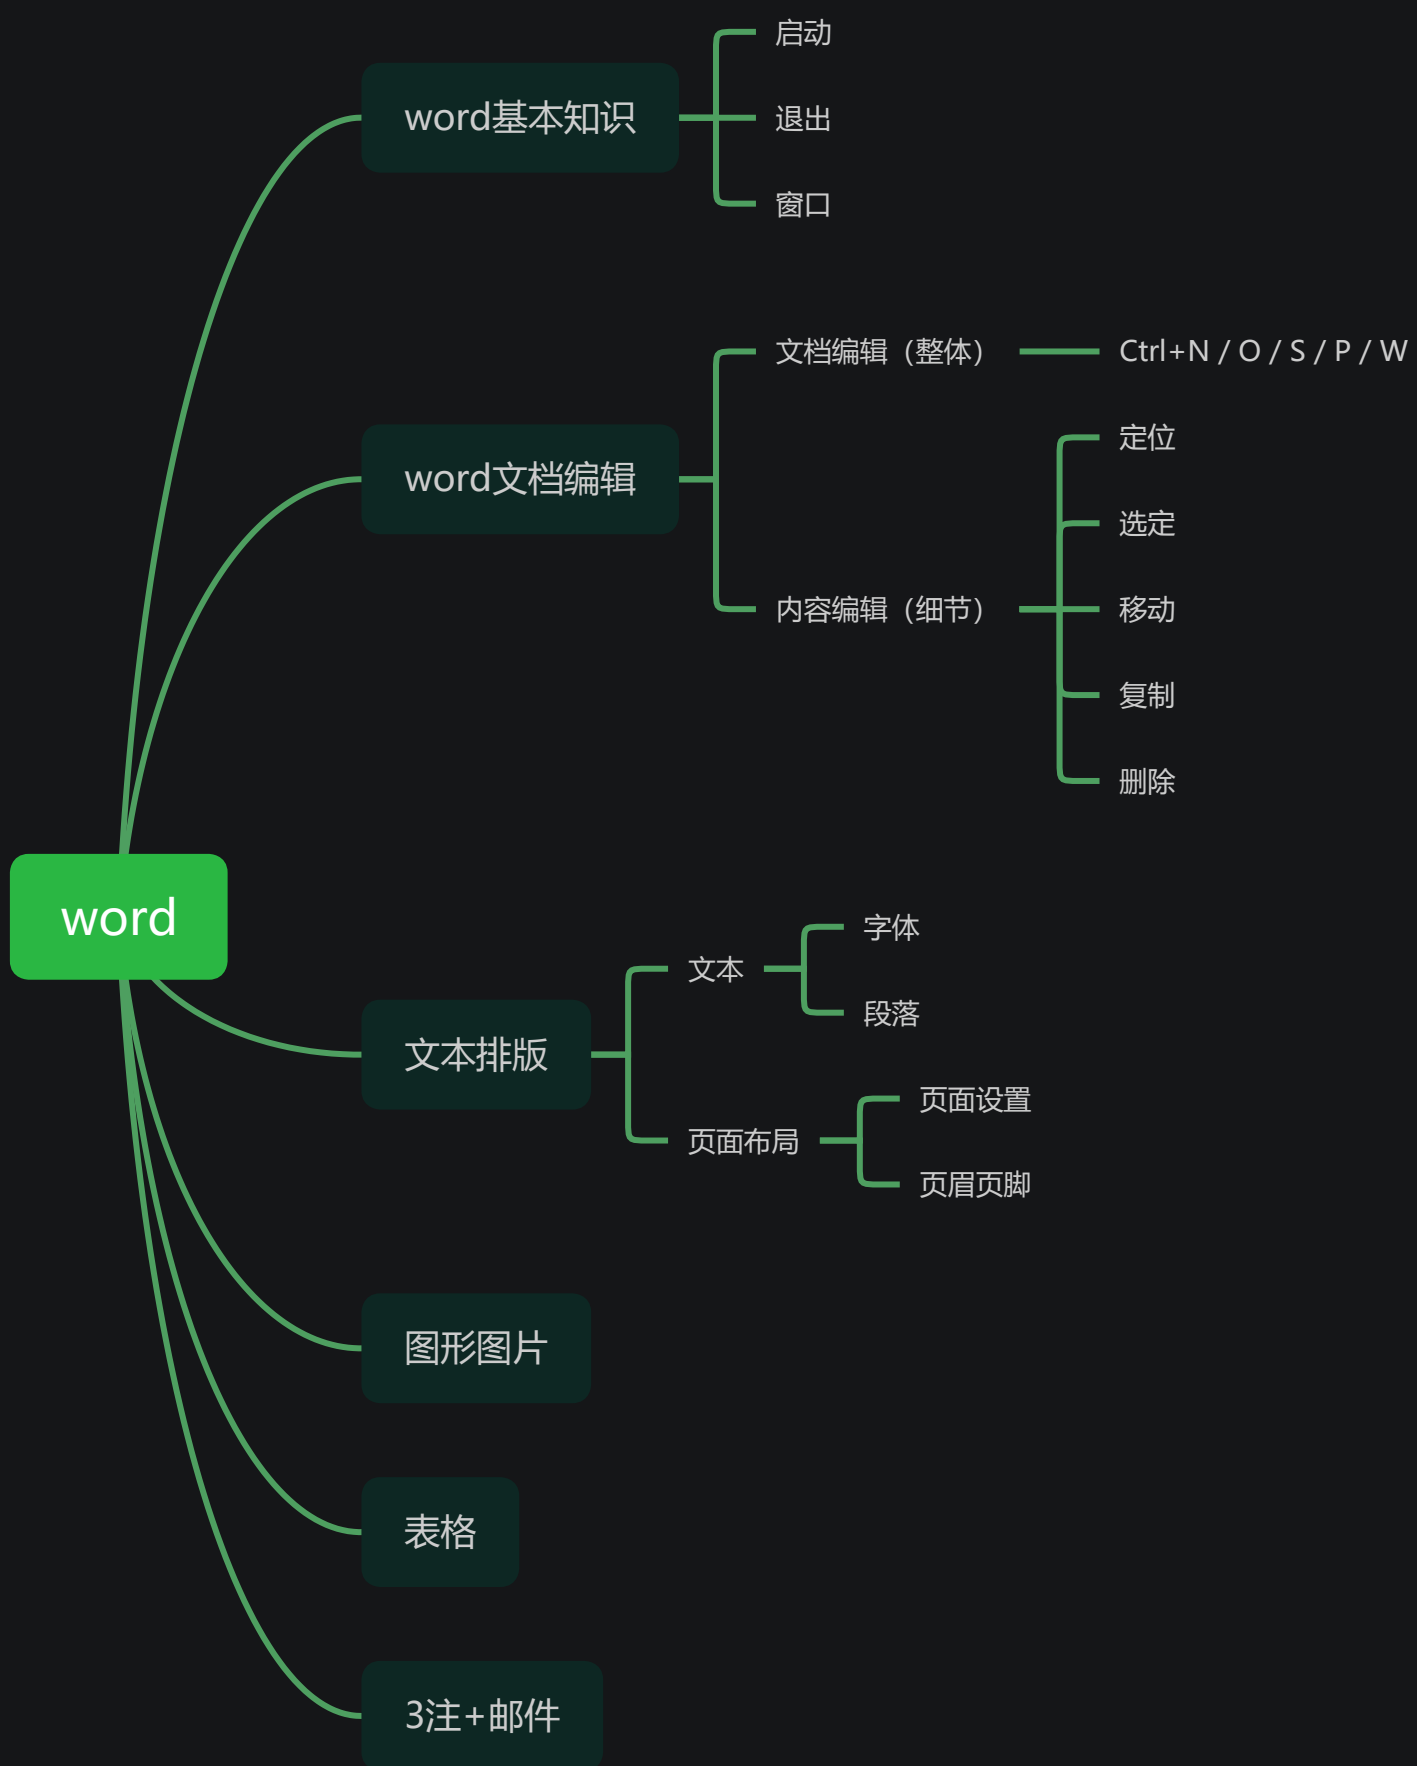 word
word基本知识
启动
退出
窗口
word文档编辑
文档编辑（整体）
Ctrl+N / O / S / P / W
内容编辑（细节）
定位
选定
移动
复制
删除
文本排版
文本
字体
段落
页面布局
页面设置
页眉页脚
图形图片
表格
3注+邮件